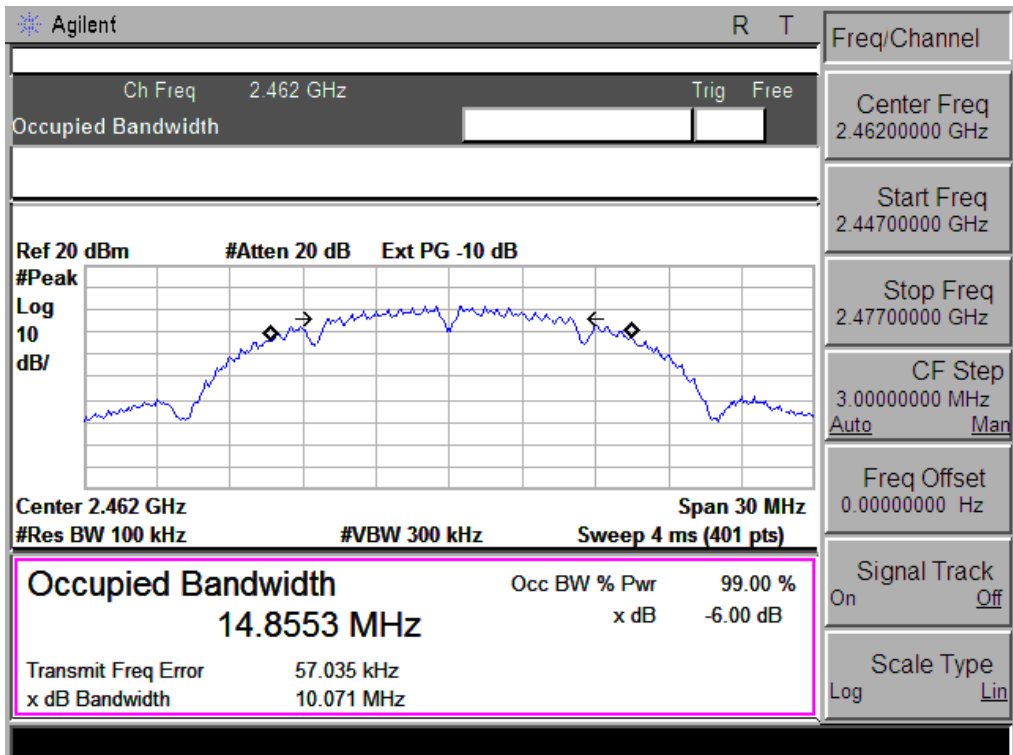 Agilent R T
Ch Freq 2.462 GHz Trig Free
Occupied Bandwidth
Ref 20 dBm #Atten 20 dB Ext PG -10 dB
#Peak
Log
10
dB/
Center 2.462 GHz Span 30 MHz
#Res BW 100 kHz #VBW 300 kHz Sweep 4 ms (401 pts)
Occupied Bandwidth Occ BW % Pwr 99.00 %
14.8553 MHz x dB -6.00 dB
Transmit Freq Error 57.035 kHz
x dB Bandwidth 10.071 MHz
Freq/Channel
Center Freq
2.46200000 GHz
Start Freq
2.44700000 GHz
Stop Freq
2.47700000 GHz
CF Step
3.00000000 MHz
Auto Man
Freq Offset
0.00000000 Hz
Signal Track
On Off
Scale Type
Log Lin